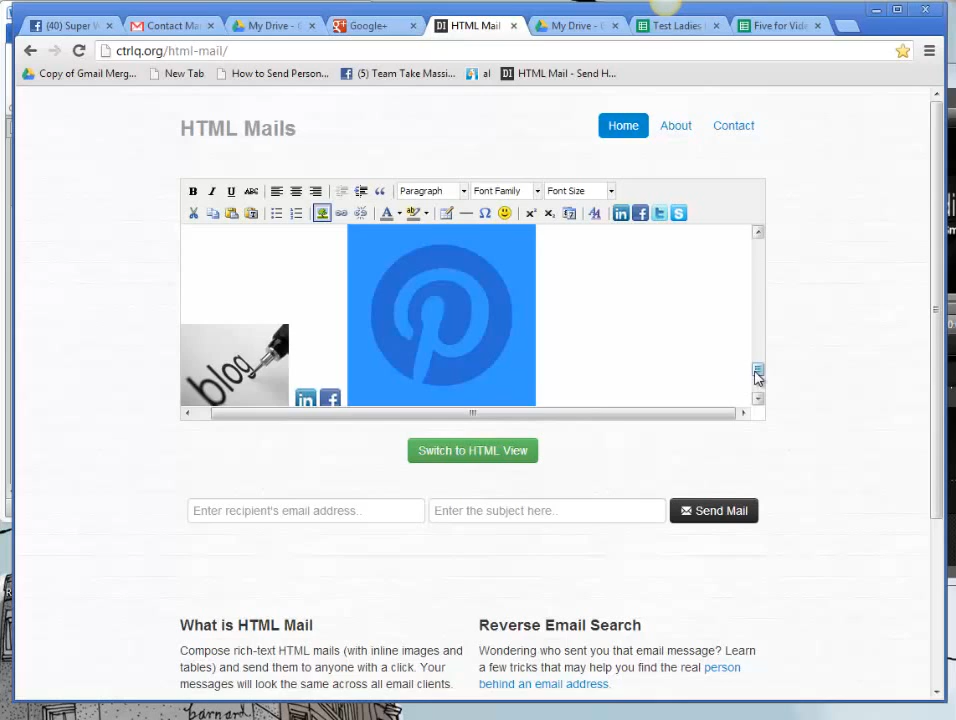 (40) Super W
Contact Ma
My Drive - (
Google+
HTML Mail
My Drive - (
Test Ladies
Five for Vide
ctrlq.org/html-mail/
Copy of Gmail Merg...
New Tab
How to Send Person...
(5) Team Take Massi...
al
HTML Mail - Send H...
HTML Mails
Home
About
Contact
B I U ABC
Paragraph
Font Family
Font Size
blog
Switch to HTML View
Enter recipient's email address..
Enter the subject here..
Send Mail
What is HTML Mail
Compose rich-text HTML mails (with inline images and
tables) and send them to anyone with a click. Your
messages will look the same across all email clients.
Reverse Email Search
Wondering who sent you that email message? Learn
a few tricks that may help you find the real person
behind an email address.
barnard